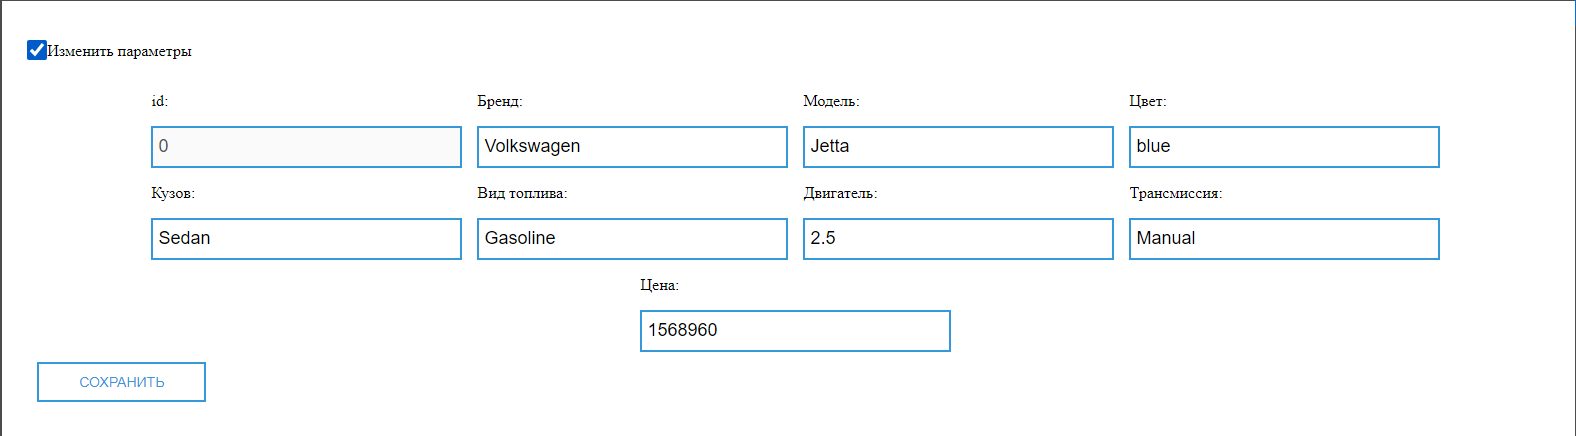 Изменить параметры
id: Бренд: Модель: Цвет:
0 Volkswagen Jetta blue
Кузов: Вид топлива: Двигатель: Трансмиссия:
Sedan Gasoline 2.5 Manual
Цена:
1568960
СОХРАНИТЬ